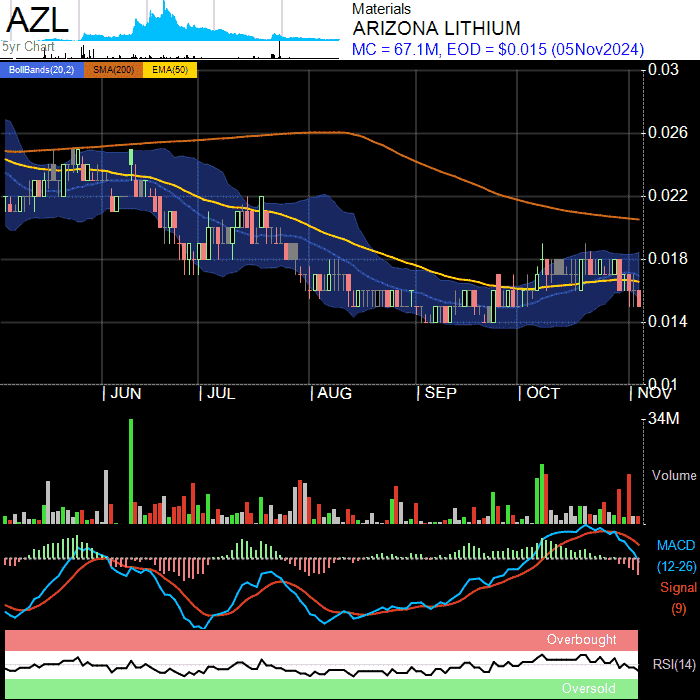 AZL
5yr Chart
Materials
ARIZONA LITHIUM
MC = 67.1M, EOD = $0.015 (05Nov2024)
BollBands(20,2) SMA(200) EMA(50)
0.03
0.026
0.022
0.018
0.014
0.01
JUN JUL AUG SEP OCT NOV
34M
Volume
MACD
(12-26)
Signal
(9)
Overbought
RSI(14)
Oversold